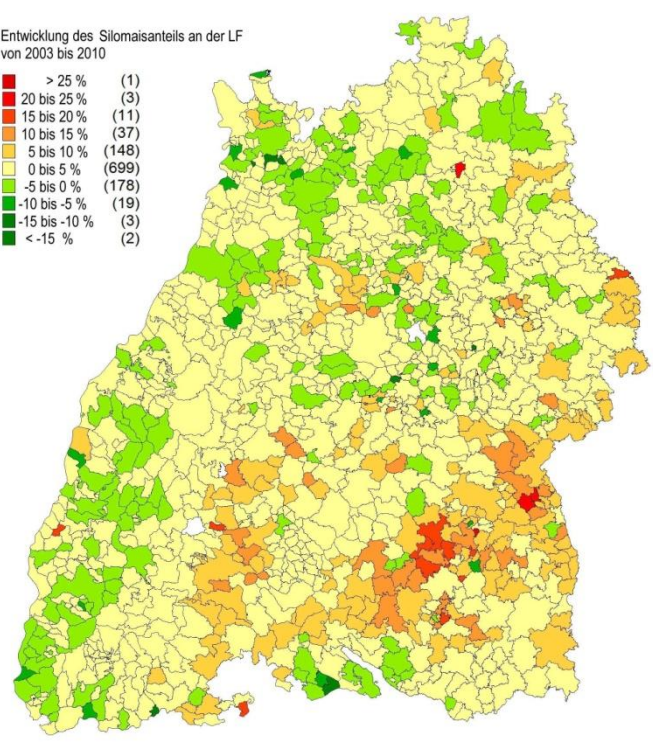 Entwicklung des Silomaisanteils an der LF
von 2003 bis 2010
> 25 % (1)
20 bis 25 % (3)
15 bis 20 % (11)
10 bis 15 % (37)
5 bis 10 % (148)
0 bis 5 % (699)
-5 bis 0 % (178)
-10 bis -5 % (19)
-15 bis -10 % (3)
< -15 % (2)